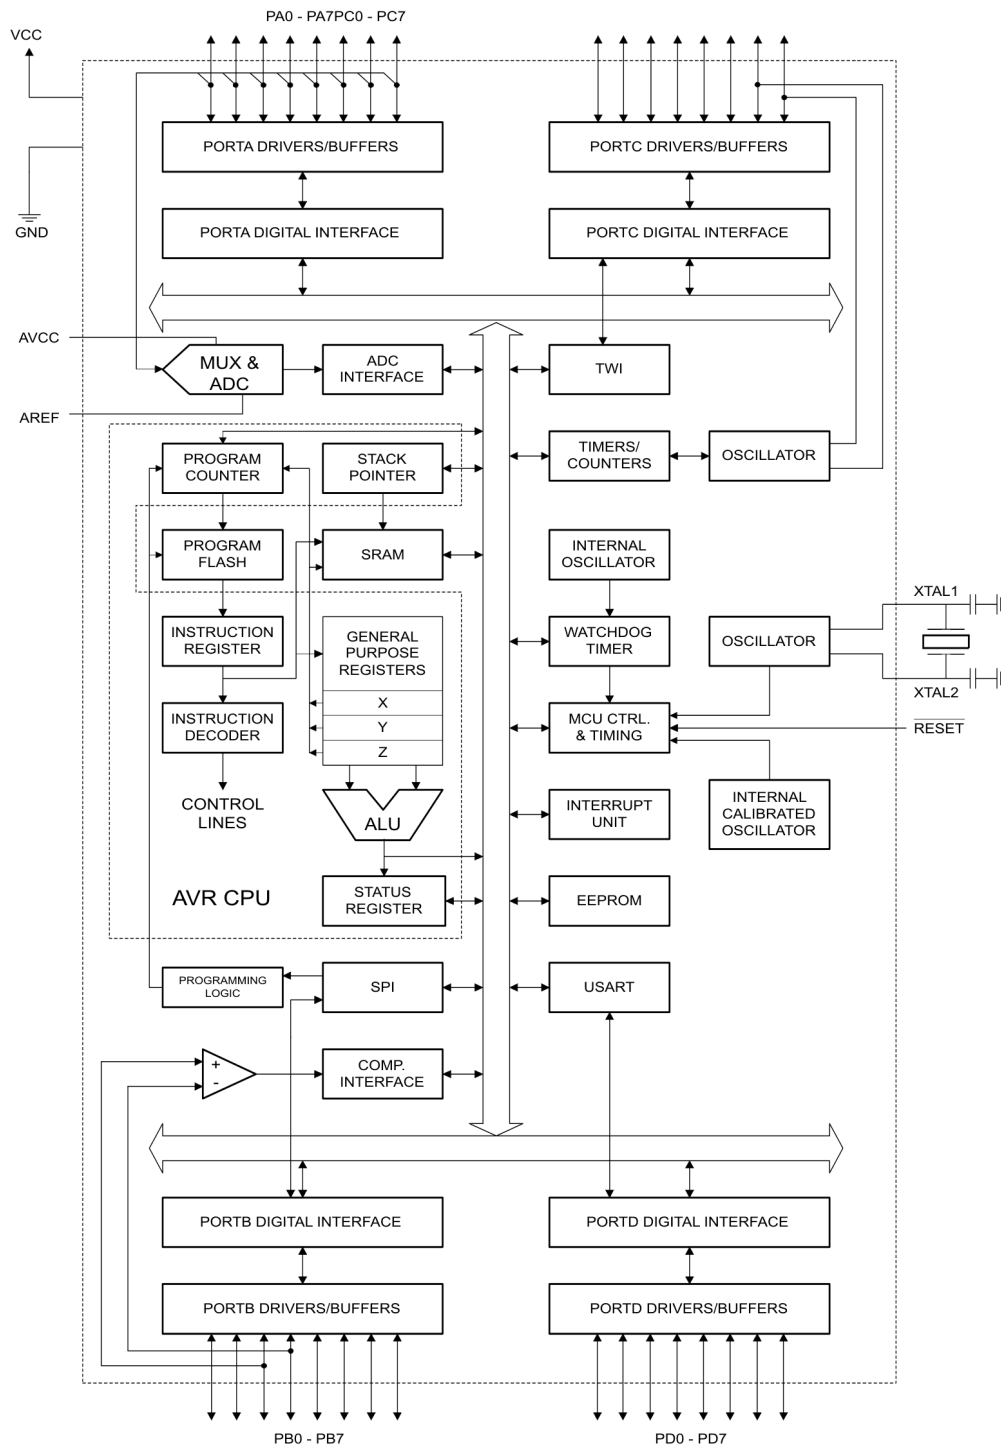 PA0 - PA7PC0 - PC7
VCC
PORTA DRIVERS/BUFFERS
PORTC DRIVERS/BUFFERS
GND
PORTA DIGITAL INTERFACE
PORTC DIGITAL INTERFACE
AVCC
MUX &
ADC
ADC
INTERFACE
TWI
AREF
PROGRAM
COUNTER
STACK
POINTER
TIMERS/
COUNTERS
OSCILLATOR
PROGRAM
FLASH
SRAM
INTERNAL
OSCILLATOR
XTAL1
INSTRUCTION
REGISTER
GENERAL
PURPOSE
REGISTERS
WATCHDOG
TIMER
OSCILLATOR
XTAL2
X
Y
Z
INSTRUCTION
DECODER
MCU CTRL.
& TIMING
RESET
CONTROL
LINES
ALU
INTERRUPT
UNIT
INTERNAL
CALIBRATED
OSCILLATOR
AVR CPU
STATUS
REGISTER
EEPROM
PROGRAMMING
LOGIC
SPI
USART
+
-
COMP.
INTERFACE
PORTB DIGITAL INTERFACE
PORTD DIGITAL INTERFACE
PORTB DRIVERS/BUFFERS
PORTD DRIVERS/BUFFERS
PB0 - PB7
PD0 - PD7